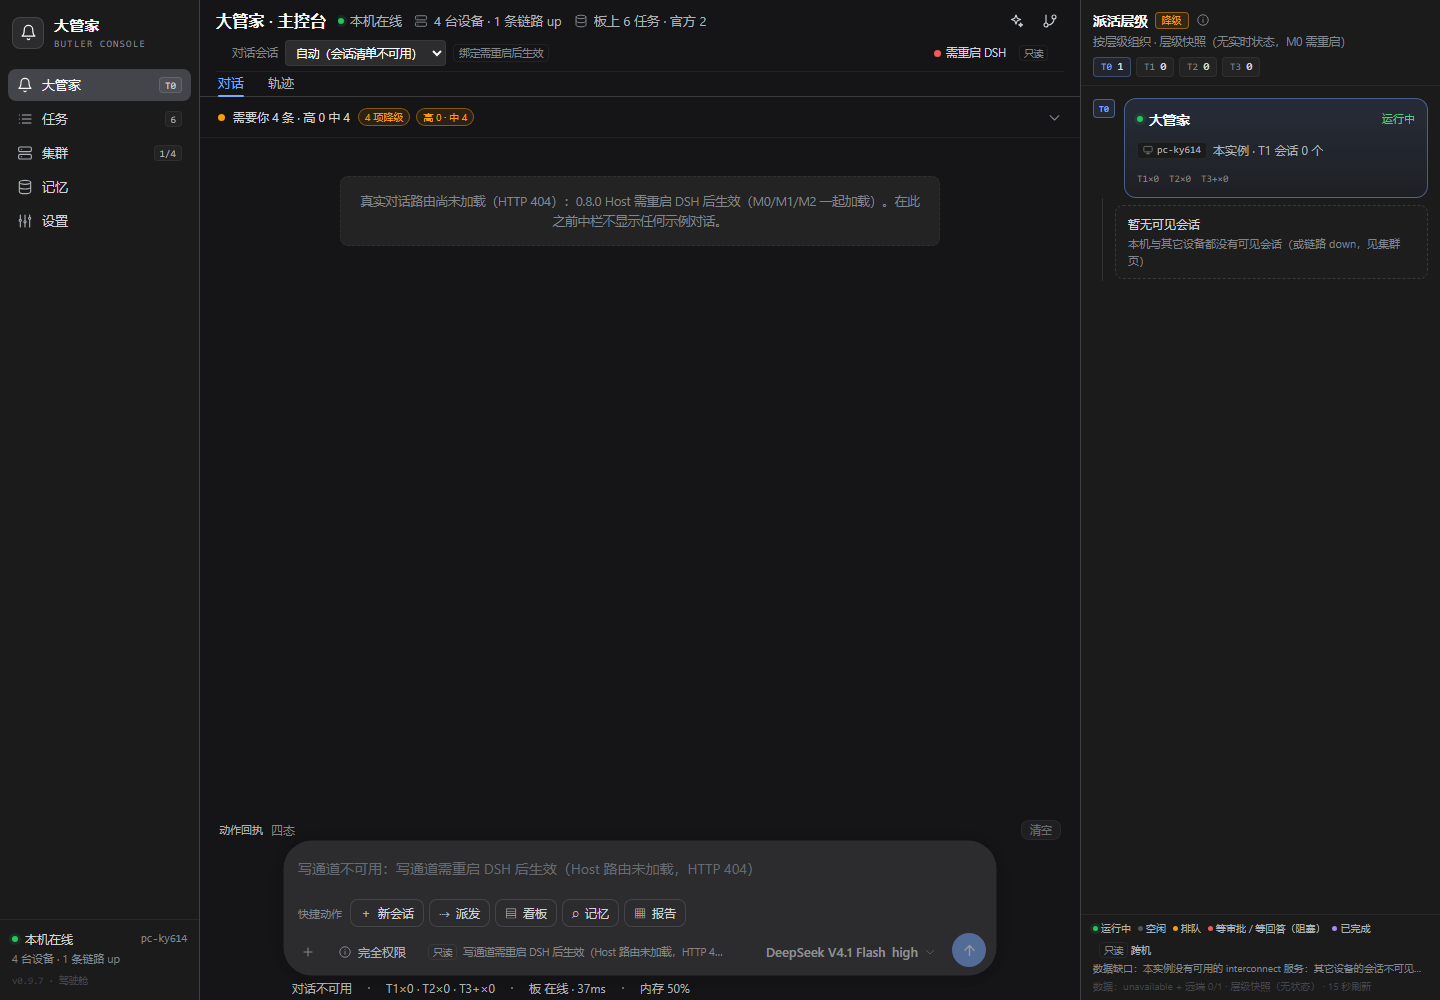 大管家
BUTLER CONSOLE
大管家 T0
任务 6
集群 1/4
记忆
设置
本机在线 pc-ky614
4 台设备 · 1 条链路 up
v0.9.7 · 驾驶舱
大管家 · 主控台 本机在线 4 台设备 · 1 条链路 up 板上 6 任务 · 官方 2
对话会话 自动（会话清单不可用） 绑定需重启后生效 需重启 DSH 只读
对话 轨迹
需要你 4 条 · 高 0 中 4 4 项降级 高 0 · 中 4
真实对话路由尚未加载（HTTP 404）：0.8.0 Host 需重启 DSH 后生效（M0/M1/M2 一起加载）。在此
之前中栏不显示任何示例对话。
动作回执 四态 清空
写通道不可用：写通道需重启 DSH 后生效（Host 路由未加载，HTTP 404）
快捷动作 + 新会话 派发 看板 记忆 报告
+ 完全权限 只读 写通道需重启 DSH 后生效（Host 路由未加载，HTTP 4... DeepSeek V4.1 Flash high
对话不可用 · T1×0 · T2×0 · T3+×0 · 板 在线 · 37ms · 内存 50%
派活层级 降级
按层级组织 · 层级快照（无实时状态，M0 需重启）
T0 1 T1 0 T2 0 T3 0
T0 大管家 运行中
pc-ky614 本实例 · T1 会话 0 个
T1×0 T2×0 T3+×0
暂无可见会话
本机与其它设备都没有可见会话（或链路 down，见集群
页）
运行中 空闲 排队 等审批 / 等回答（阻塞） 已完成
只读 跨机
数据缺口：本实例没有可用的 interconnect 服务：其它设备的会话不可见...
数据：unavailable + 远端 0/1 · 层级快照（无状态） · 15 秒刷新